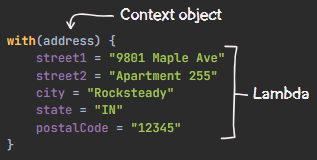 Context object
with(address) {
    street1 = "9801 Maple Ave"
    street2 = "Apartment 255"
    city = "Rocksteady"
    state = "IN"
    postalCode = "12345"
}
Lambda